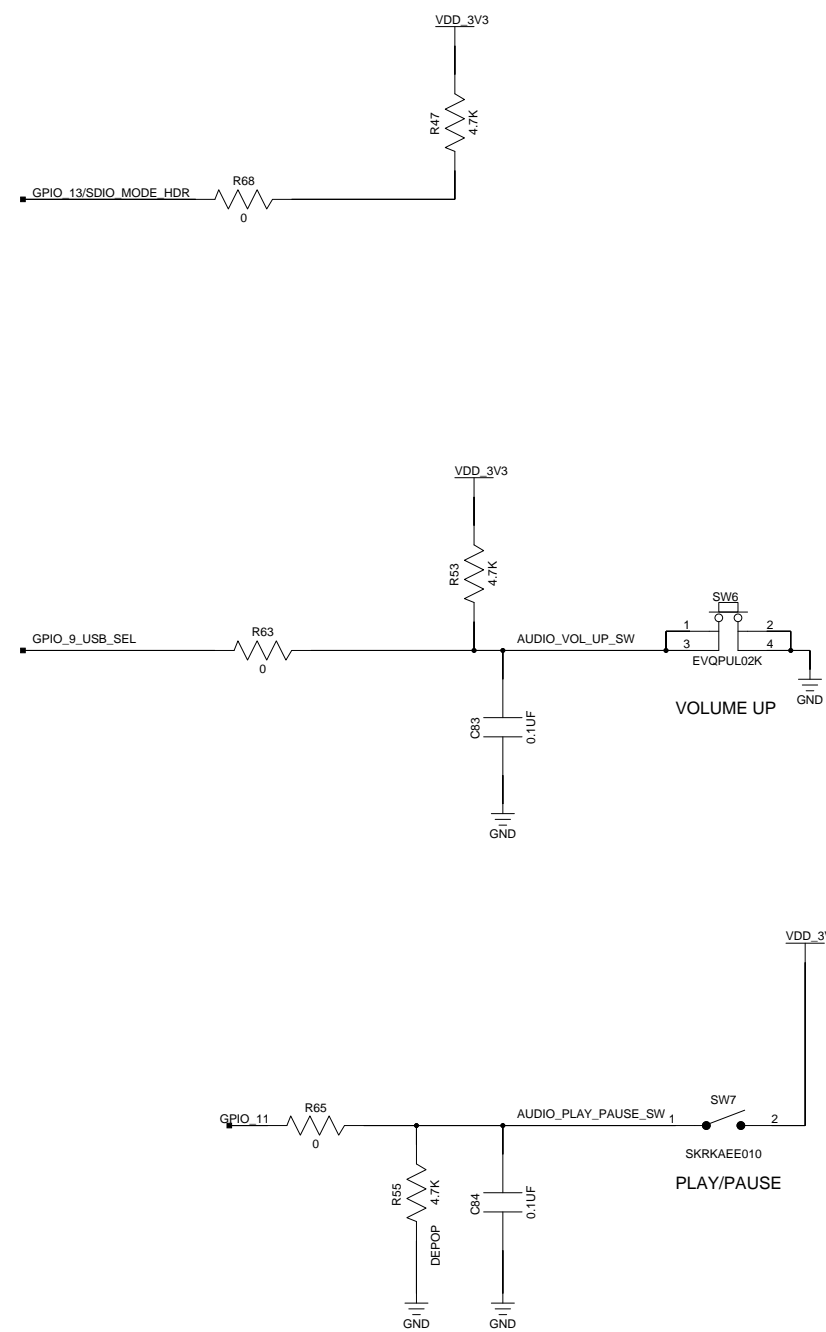 VDD_3V3
R47
4.7K
GPIO_13/SDIO_MODE_HDR
R68
0
VDD_3V3
R53
4.7K
SW6
GPIO_9_USB_SEL
R63
0
AUDIO_VOL_UP_SW
1
2
3
4
EVQPUL02K
GND
VOLUME UP
C83
0.1UF
GND
VDD_3
GPIO_11
R65
0
AUDIO_PLAY_PAUSE_SW
1
SW7
2
SKRKAEE010
PLAY/PAUSE
R55
4.7K
DEPOP
C84
0.1UF
GND
GND